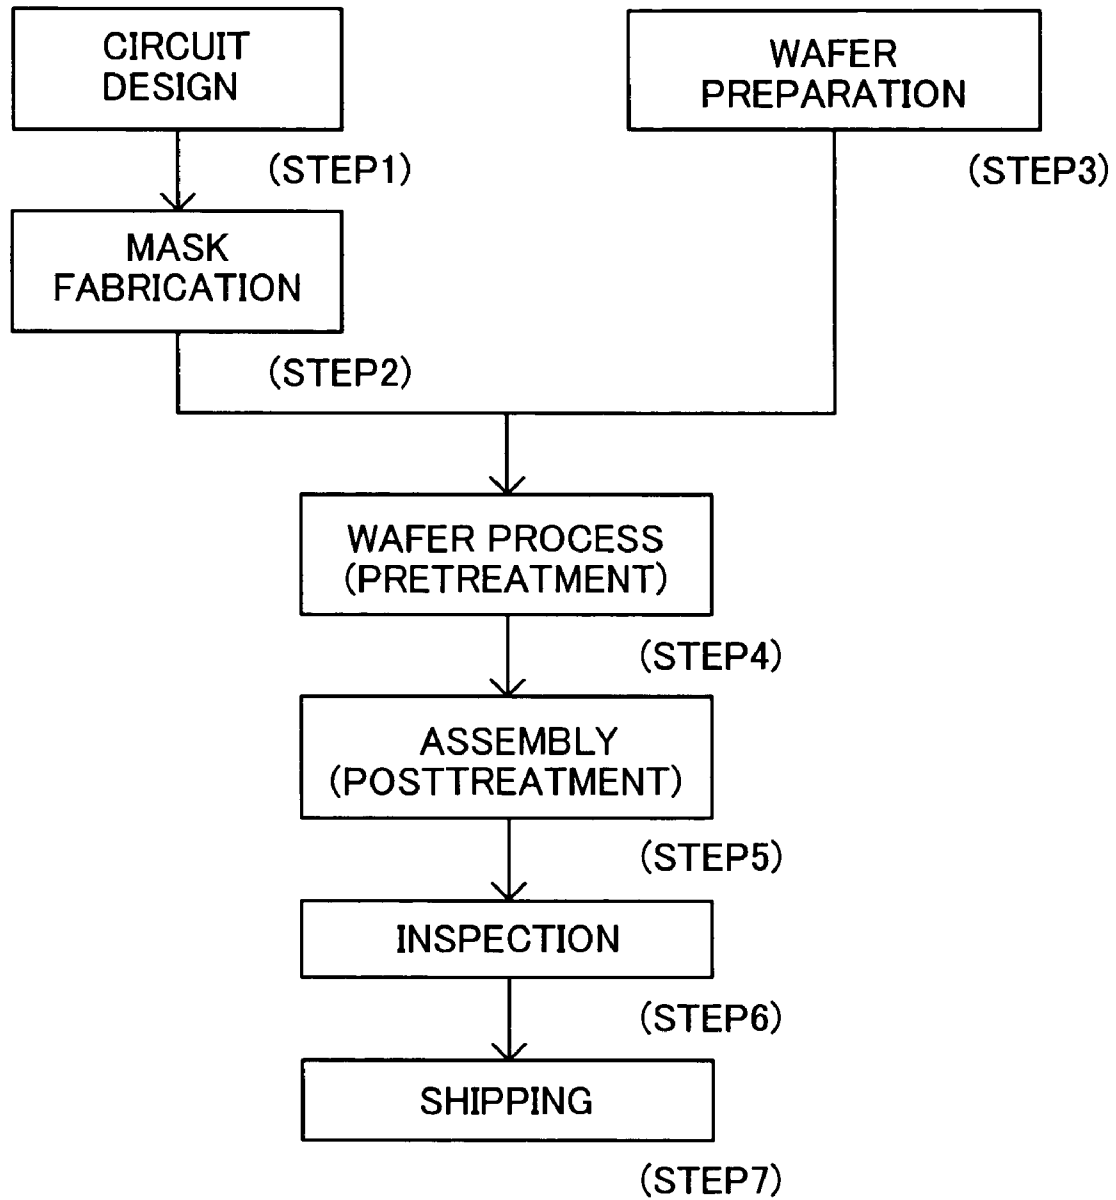 CIRCUIT
DESIGN
(STEP1)
MASK
FABRICATION
(STEP2)
WAFER
PREPARATION
(STEP3)
WAFER PROCESS
(PRETREATMENT)
(STEP4)
ASSEMBLY
(POSTTREATMENT)
(STEP5)
INSPECTION
(STEP6)
SHIPPING
(STEP7)